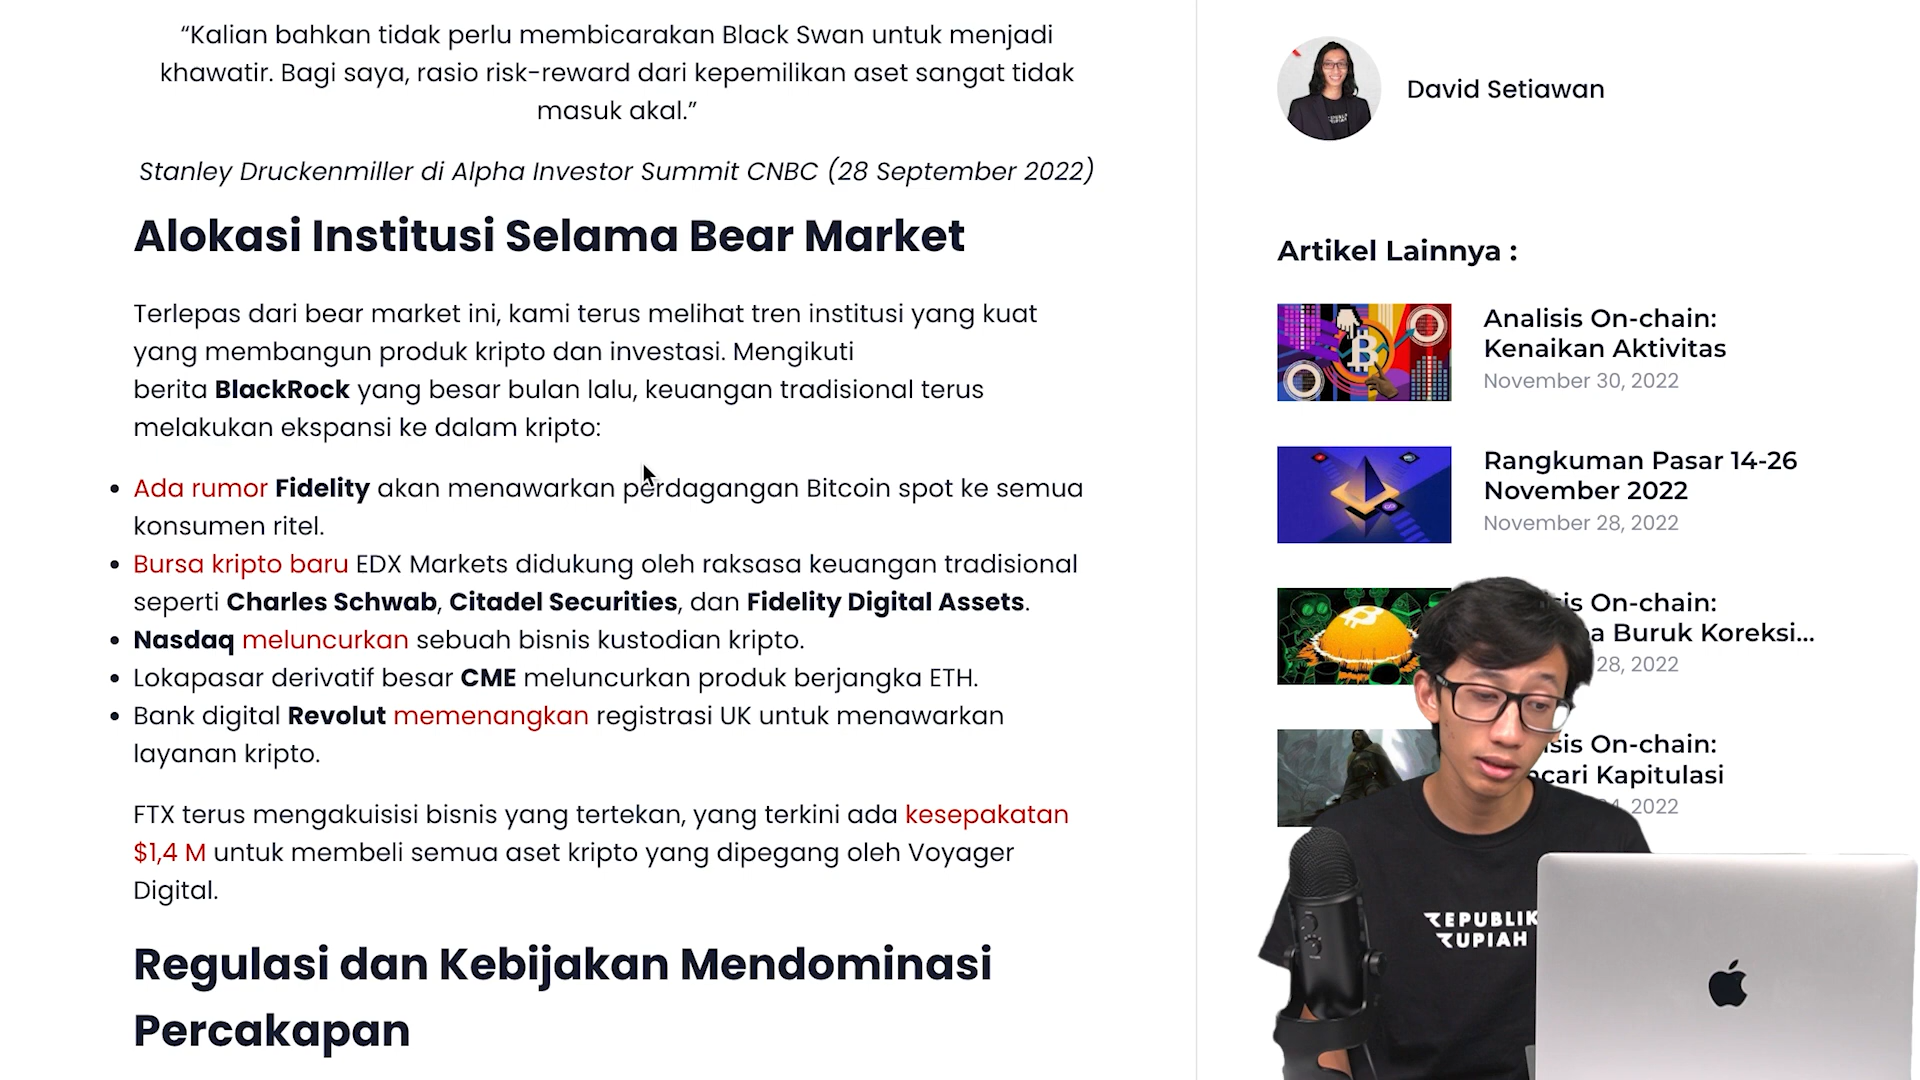 “Kalian bahkan tidak perlu membicarakan Black Swan untuk menjadi
khawatir. Bagi saya, rasio risk-reward dari kepemilikan aset sangat tidak
masuk akal.”
Stanley Druckenmiller di Alpha Investor Summit CNBC (28 September 2022)
Alokasi Institusi Selama Bear Market
Terlepas dari bear market ini, kami terus melihat tren institusi yang kuat
yang membangun produk kripto dan investasi. Mengikuti
berita BlackRock yang besar bulan lalu, keuangan tradisional terus
melakukan ekspansi ke dalam kripto:
• Ada rumor Fidelity akan menawarkan perdagangan Bitcoin spot ke semua
konsumen ritel.
• Bursa kripto baru EDX Markets didukung oleh raksasa keuangan tradisional
seperti Charles Schwab, Citadel Securities, dan Fidelity Digital Assets.
• Nasdaq meluncurkan sebuah bisnis kustodian kripto.
• Lokapasar derivatif besar CME meluncurkan produk berjangka ETH.
• Bank digital Revolut memenangkan registrasi UK untuk menawarkan
layanan kripto.
FTX terus mengakuisisi bisnis yang tertekan, yang terkini ada kesepakatan
$1,4 M untuk membeli semua aset kripto yang dipegang oleh Voyager
Digital.
Regulasi dan Kebijakan Mendominasi
Percakapan
David Setiawan
Artikel Lainnya :
Analisis On-chain:
Kenaikan Aktivitas
November 30, 2022
Rangkuman Pasar 14-26
November 2022
November 28, 2022
On-chain:
Buruk Koreksi...
28, 2022
On-chain:
Kapitulasi
2022
REPUBLIK
RUPIAH